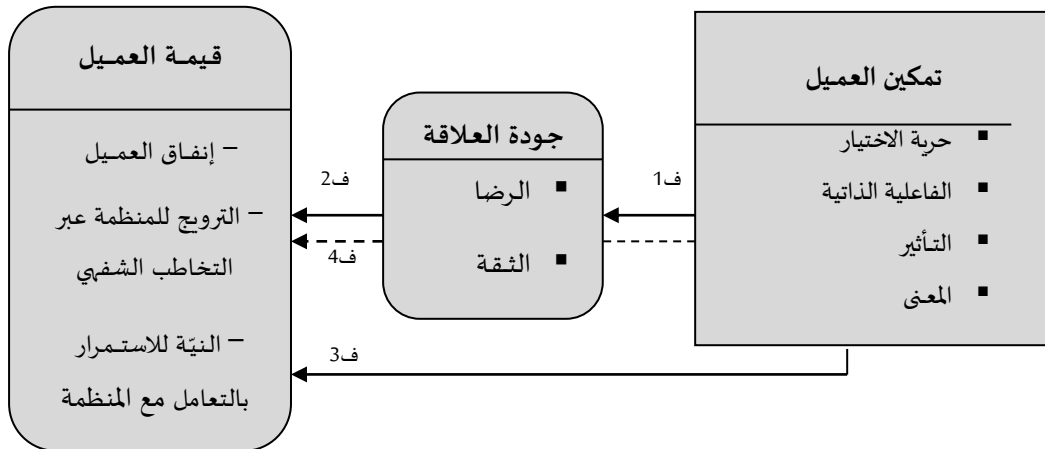 تمكين العميل
▪ حرية الاختيار
▪ الفاعلية الذاتية
▪ التأثير
▪ المعنى
ف1
جودة العلاقة
▪ الرضا
▪ الثقة
ف2
ف4
ف3
قيمة العميل
– إنفاق العميل
– الترويج للمنظمة عبر
التخاطب الشفهي
– النيّة للاستمرار
بالتعامل مع المنظمة